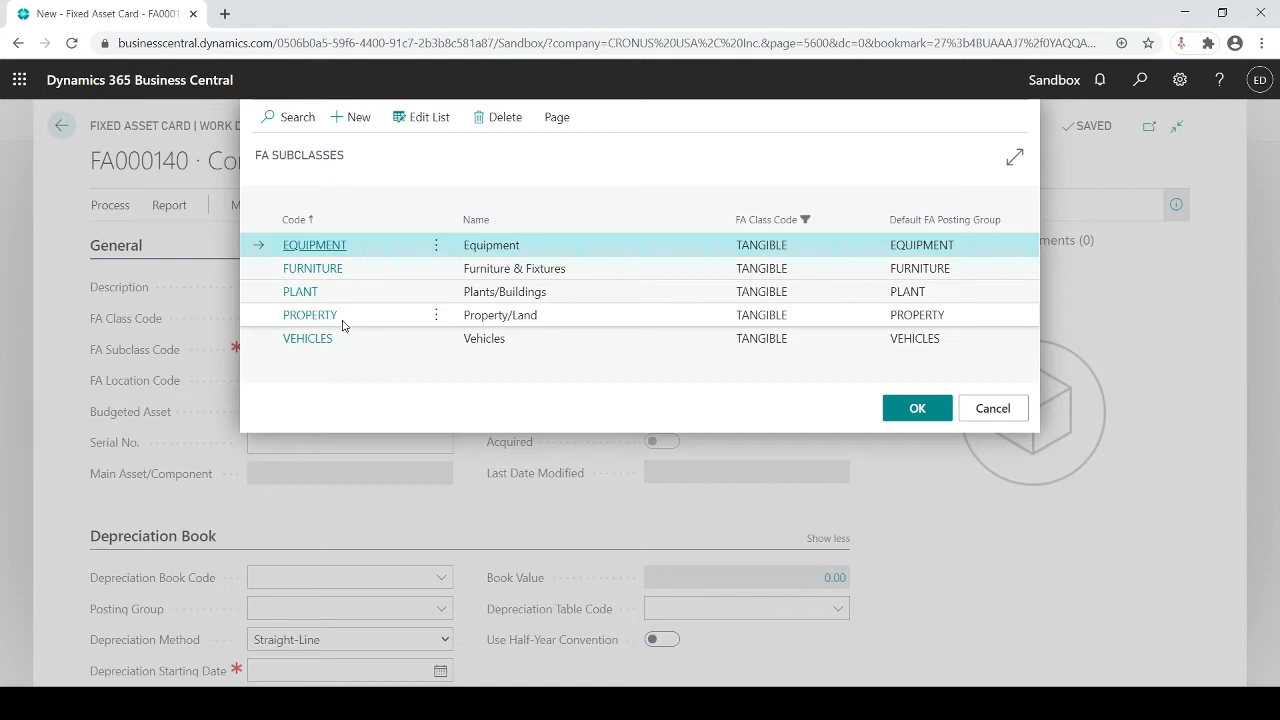 New - Fixed Asset Card - FA0001
businesscentral.dynamics.com/0506b0a5-59f6-4400-91c7-2b3b8c581a87/Sandbox/?company=CRONUS%20USA%2C%20Inc.&page=5600&dc=0&bookmark=27%3b4BUAAAJ7%2f0YAQQA...
Dynamics 365 Business Central
Sandbox
?
ED
FIXED ASSET CARD | WORK D
SAVED
FA000140 · Co
Process
Report
M
Search
New
Edit List
Delete
Page
FA SUBCLASSES
Code ↑ Name FA Class Code Default FA Posting Group
EQUIPMENT Equipment TANGIBLE EQUIPMENT
FURNITURE Furniture & Fixtures TANGIBLE FURNITURE
PLANT Plants/Buildings TANGIBLE PLANT
PROPERTY Property/Land TANGIBLE PROPERTY
VEHICLES Vehicles TANGIBLE VEHICLES
OK
Cancel
ments (0)
General
Description
FA Class Code
FA Subclass Code *
FA Location Code
Budgeted Asset
Serial No.
Acquired
Main Asset/Component
Last Date Modified
Depreciation Book
Show less
Depreciation Book Code
Book Value 0.00
Posting Group
Depreciation Table Code
Depreciation Method Straight-Line
Use Half-Year Convention
Depreciation Starting Date *